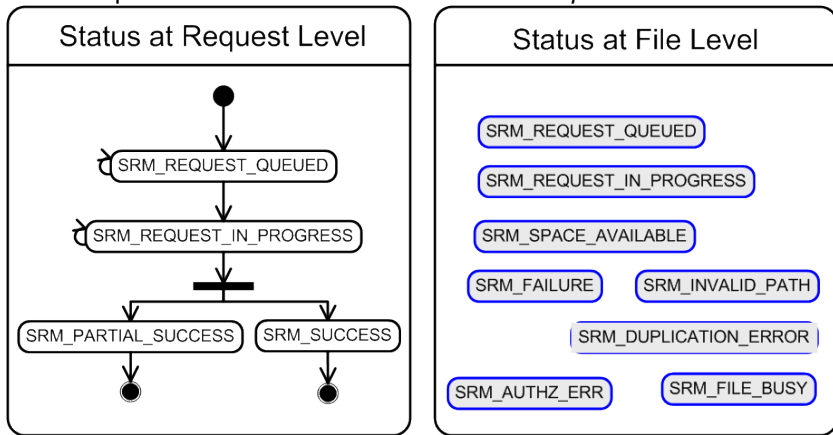 Status at Request Level
SRM_REQUEST_QUEUED
SRM_REQUEST_IN_PROGRESS
SRM_PARTIAL_SUCCESS
SRM_SUCCESS
Status at File Level
SRM_REQUEST_QUEUED
SRM_REQUEST_IN_PROGRESS
SRM_SPACE_AVAILABLE
SRM_FAILURE
SRM_INVALID_PATH
SRM_DUPLICATION_ERROR
SRM_AUTHZ_ERR
SRM_FILE_BUSY